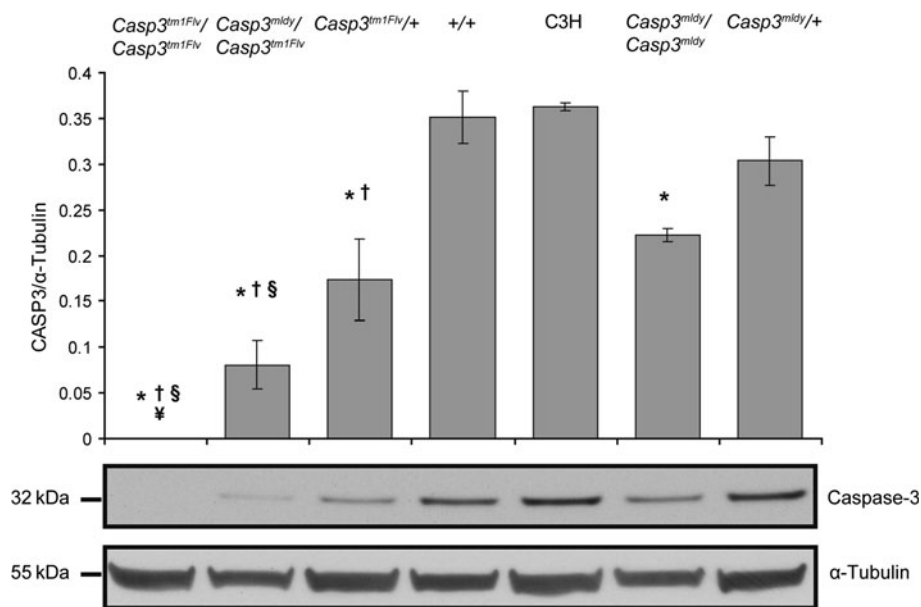 Casp3tm1Flv/ Casp3mldy/ Casp3tm1Flv/+ +/+ C3H Casp3mldy/ Casp3mldy/+
Casp3tm1Flv Casp3tm1Flv Casp3mldy
0.4
0.35
0.3
0.25
0.2
0.15
0.1
0.05
0
CASP3/α-Tubulin
* † §
¥
* † §
* †
*
32 kDa Caspase-3
55 kDa α-Tubulin